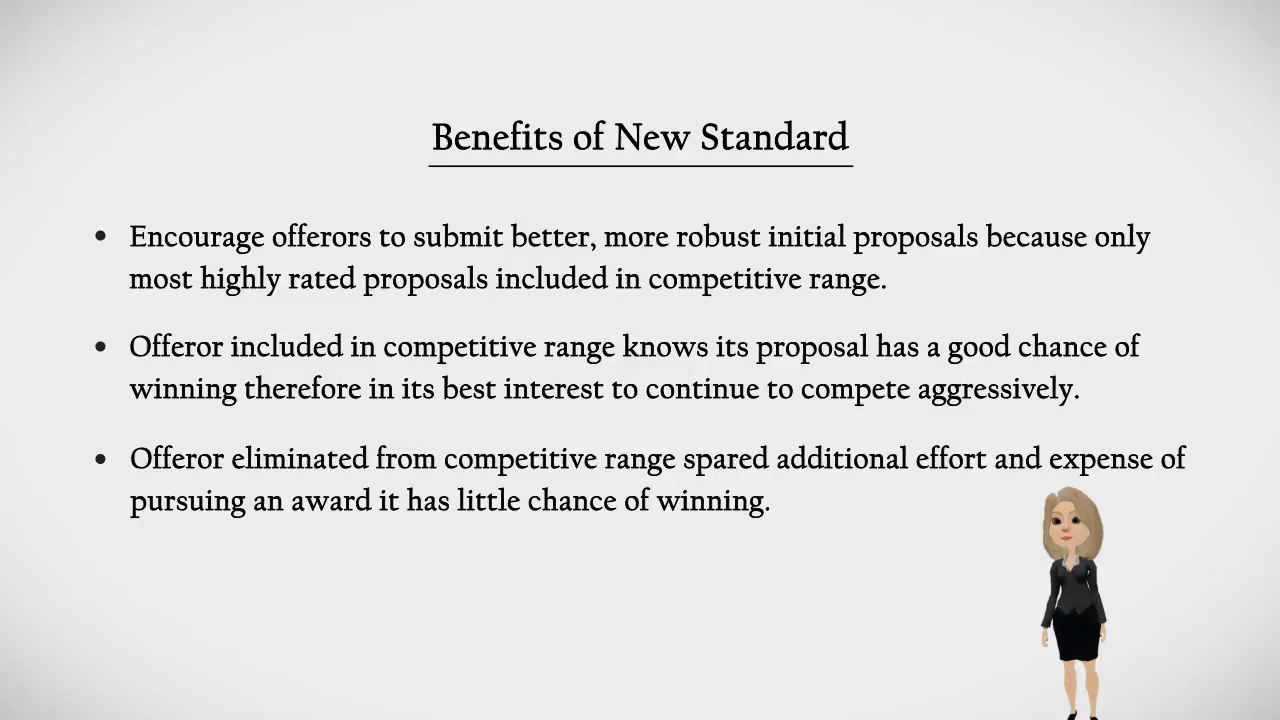 Benefits of New Standard
• Encourage offerors to submit better, more robust initial proposals because only
most highly rated proposals included in competitive range.
• Offeror included in competitive range knows its proposal has a good chance of
winning therefore in its best interest to continue to compete aggressively.
• Offeror eliminated from competitive range spared additional effort and expense of
pursuing an award it has little chance of winning.